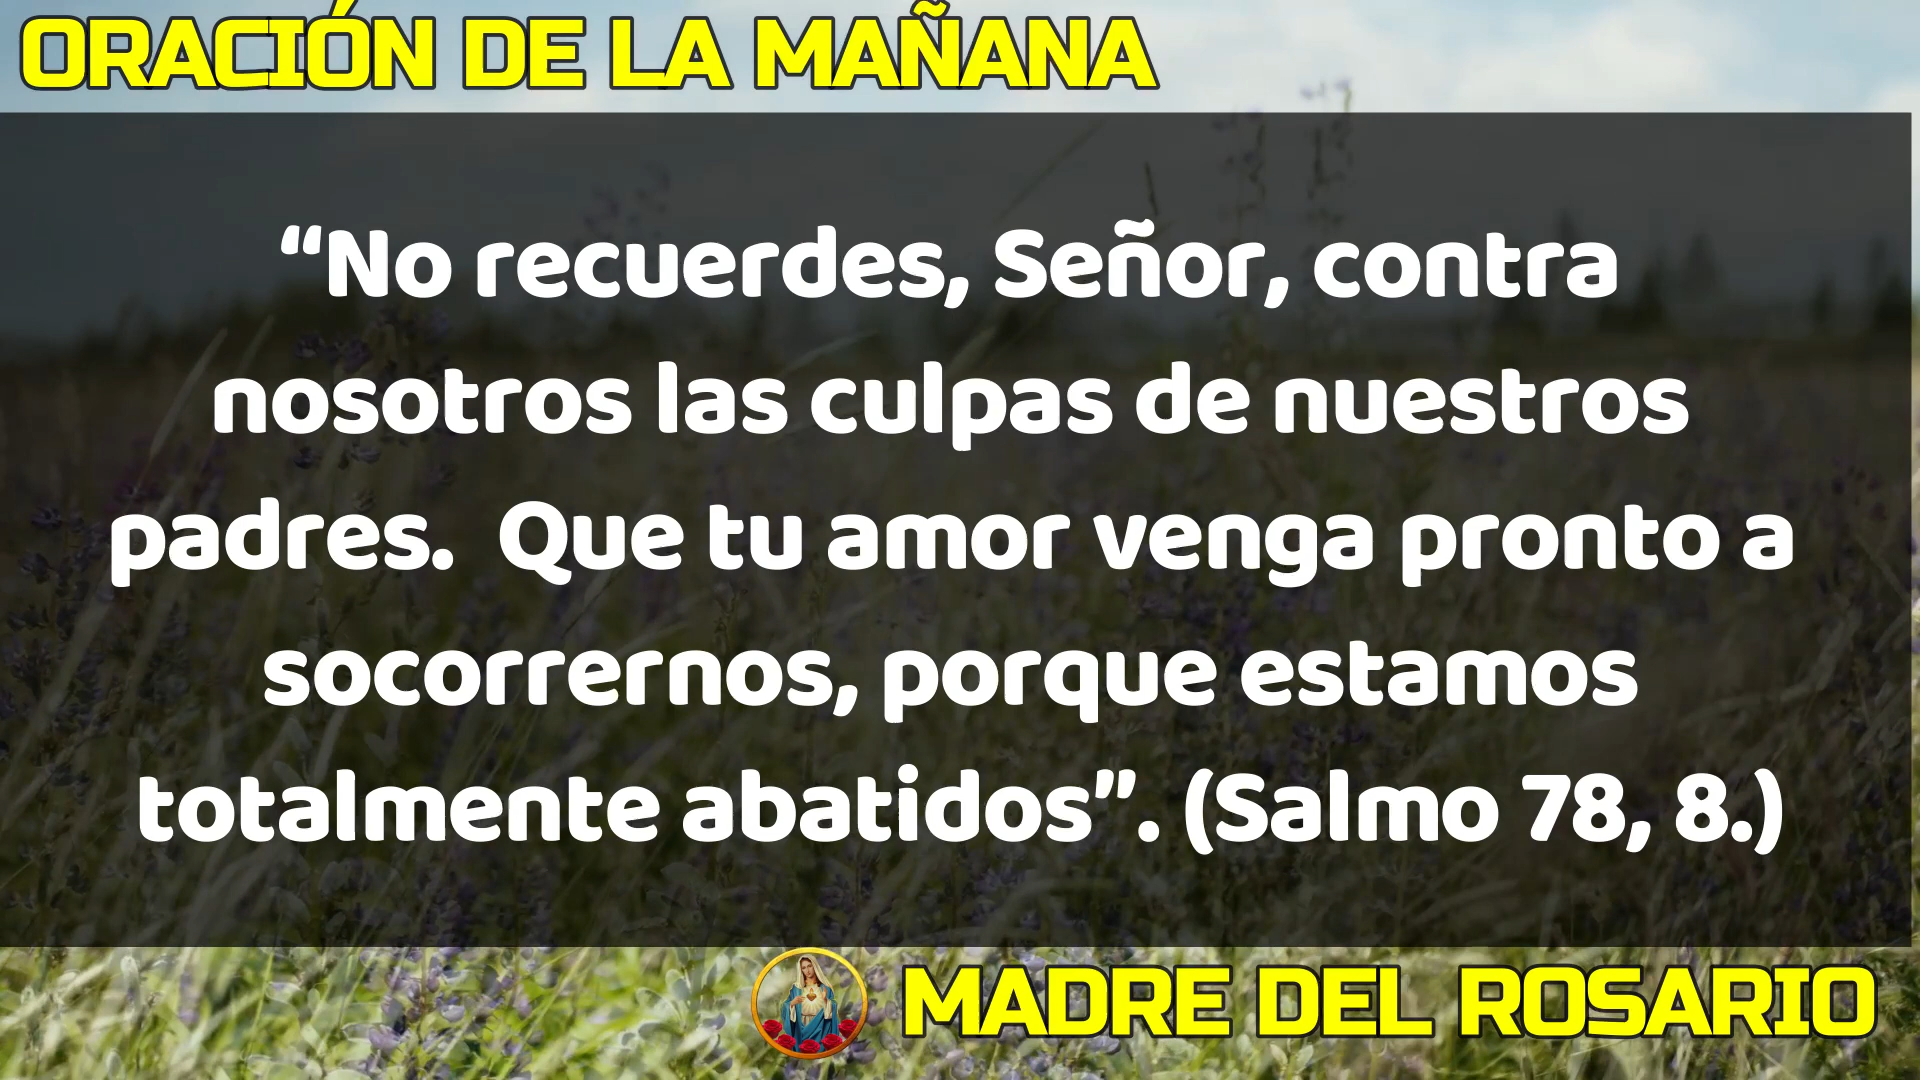 ORACIÓN DE LA MAÑANA
“No recuerdes, Señor, contra
nosotros las culpas de nuestros
padres.  Que tu amor venga pronto a
socorrernos, porque estamos
totalmente abatidos”. (Salmo 78, 8.)
MADRE DEL ROSARIO